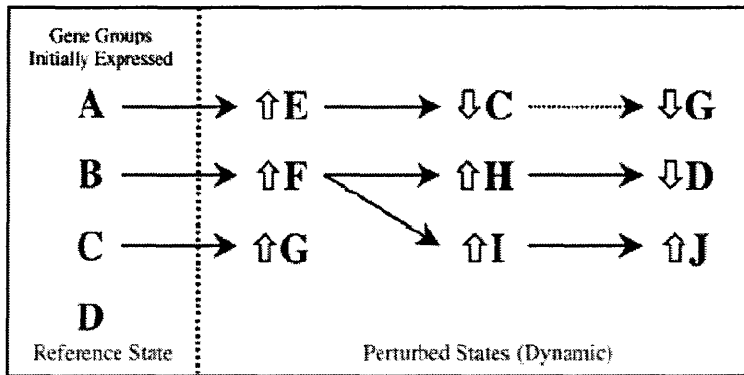 Gene Groups
Initially Expressed
A ⇧E ⇩C ⇩G
B ⇧F ⇧H ⇩D
C ⇧G ⇧I ⇧J
D
Reference State Perturbed States (Dynamic)